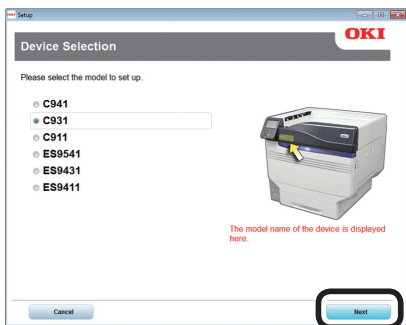 Setup
OKI
Device Selection
Please select the model to set up.
C941
C931
C911
ES9541
ES9431
ES9411
The model name of the device is displayed
here.
Cancel
Next